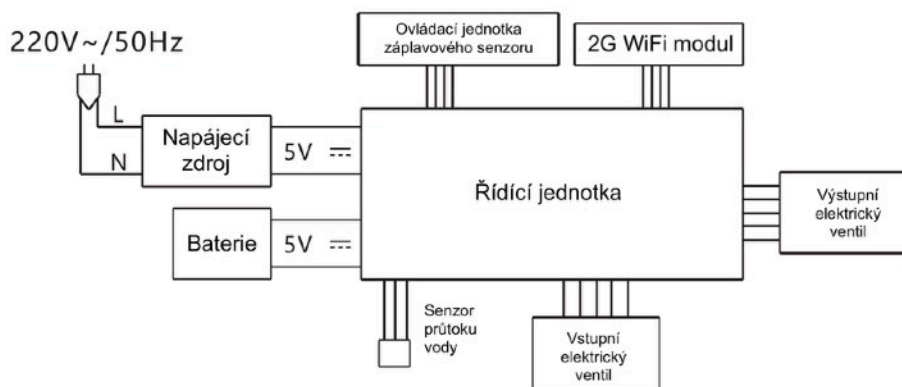 220V~/50Hz
Ovládací jednotka
záplavového senzoru
2G WiFi modul
L
N
Napájecí
zdroj
5V
Řídící jednotka
Výstupní
elektrický
ventil
Baterie
5V
Senzor
průtoku
vody
Vstupní
elektrický
ventil